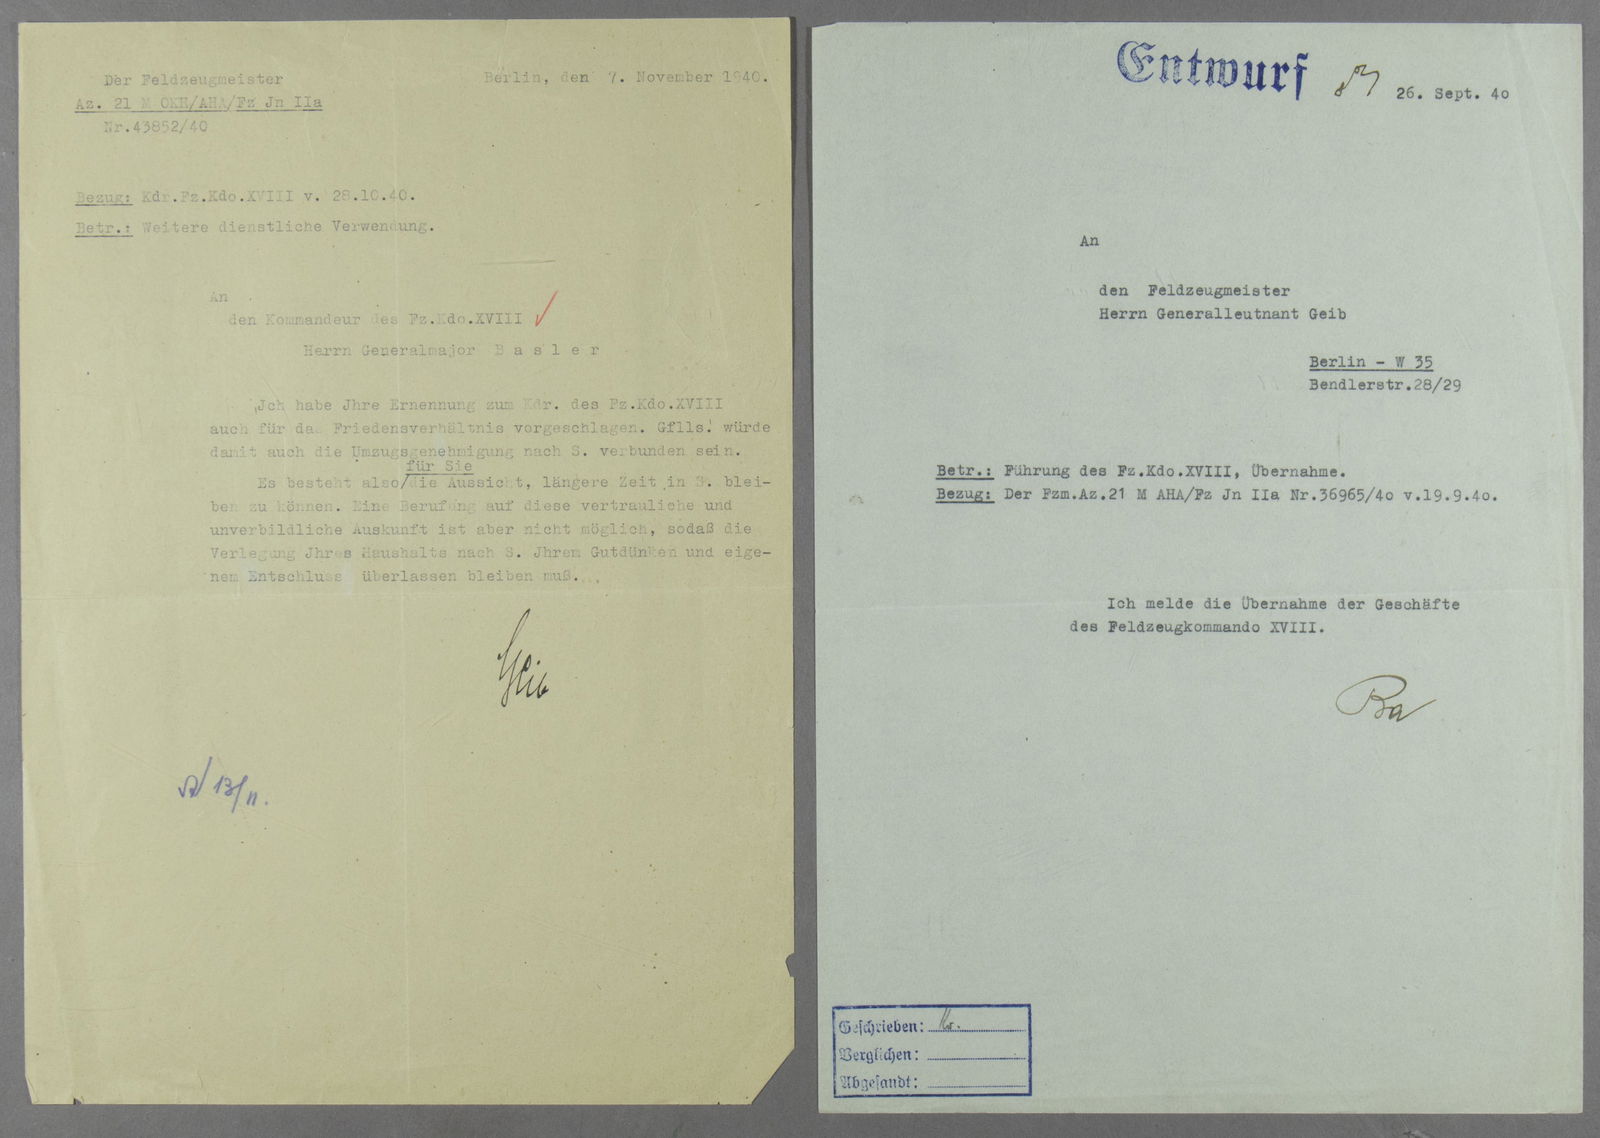 Der Feldzeugmeister
Berlin, den 7. November 1940.
Az. 21 M OKH/AHA/Fz Jn IIa
Nr.43852/40
Bezug: Kdr.Fz.Kdo.XVIII v. 28.10.40.
Betr.: Weitere dienstliche Verwendung.
An
den Kommandeur des Fz.Kdo.XVIII
Herrn Generalmajor B a s l e r
Jch habe Jhre Ernennung zum Kdr. des Fz.Kdo.XVIII
auch für das Friedensverhältnis vorgeschlagen. Gflls. würde
damit auch die Umzugsgenehmigung nach S. verbunden sein.
für Sie
Es besteht also/die Aussicht, längere Zeit in S. blei-
ben zu können. Eine Berufung auf diese vertrauliche und
unverbildliche Auskunft ist aber nicht möglich, sodaß die
Verlegung Jhres Haushalts nach S. Jhrem Gutdünken und eige-
nem Entschluss überlassen bleiben muß.
Geib
13/11.
Entwurf
26. Sept. 40
An
den Feldzeugmeister
Herrn Generalleutnant Geib
Berlin - W 35
Bendlerstr.28/29
Betr.: Führung des Fz.Kdo.XVIII, Übernahme.
Bezug: Der Fzm.Az.21 M AHA/Fz Jn IIa Nr.36965/40 v.19.9.40.
Ich melde die Übernahme der Geschäfte
des Feldzeugkommando XVIII.
Ba
Geschrieben:
Verglichen:
Abgesandt: